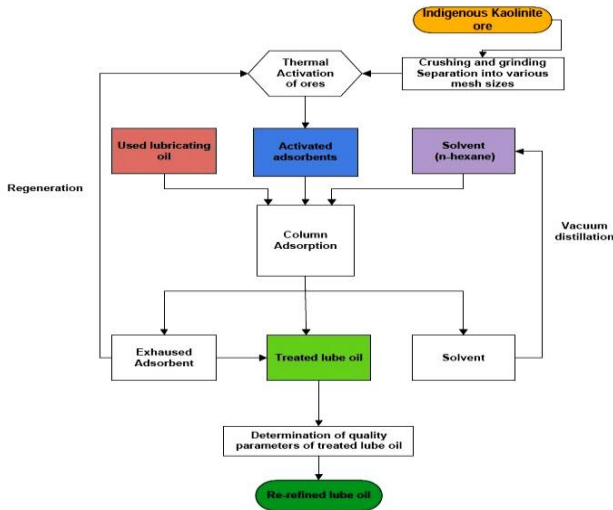 Indigenous Kaolinite
ore
Thermal
Activation
of ores
Crushing and grinding
Separation into various
mesh sizes
Used lubricating
oil
Activated
adsorbents
Solvent
(n-hexane)
Regeneration
Column
Adsorption
Vacuum
distillation
Exhaused
Adsorbent
Treated lube oil
Solvent
Determination of quality
parameters of treated lube oil
Re-refined lube oil